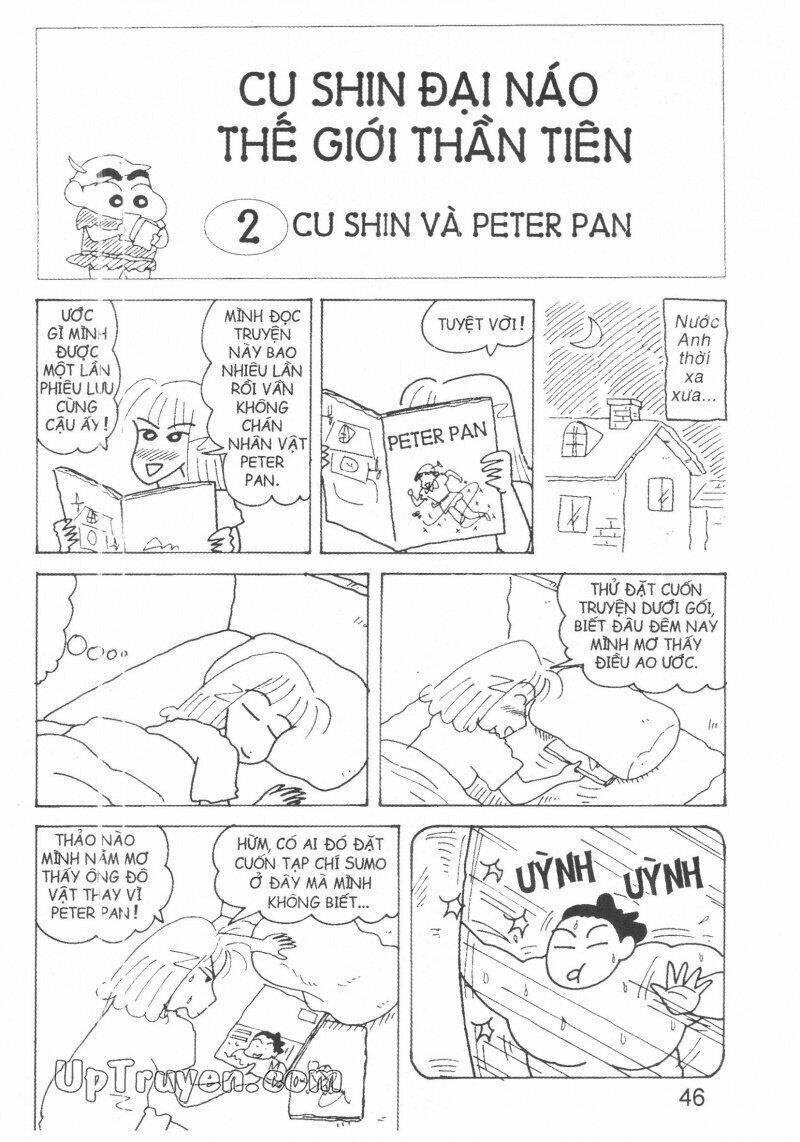 CU SHIN ĐẠI NÁO
THẾ GIỚI THẦN TIÊN
2 CU SHIN VÀ PETER PAN
Nước
Anh
thời
xa
xưa...
TUYỆT VỜI!
PETER PAN
MÌNH ĐỌC
TRUYỆN
NÀY BAO
NHIÊU LẦN
RỒI VẪN
KHÔNG
CHÁN
NHÂN VẬT
PETER
PAN.
ƯỚC
GÌ MÌNH
ĐƯỢC
MỘT LẦN
PHIÊU LƯU
CÙNG
CẬU ẤY!
THỬ ĐẶT CUỐN
TRUYỆN DƯỚI GỐI,
BIẾT ĐÂU ĐÊM NAY
MÌNH MƠ THẤY
ĐIỀU AO ƯỚC.
UỲNH UỲNH
HỪM, CÓ AI ĐÓ ĐẶT
CUỐN TẠP CHÍ SUMO
Ở ĐÂY MÀ MÌNH
KHÔNG BIẾT...
THẢO NÀO
MÌNH NẰM MƠ
THẤY ÔNG ĐÔ
VẬT THAY VÌ
PETER PAN!
UpTruyen.com
46